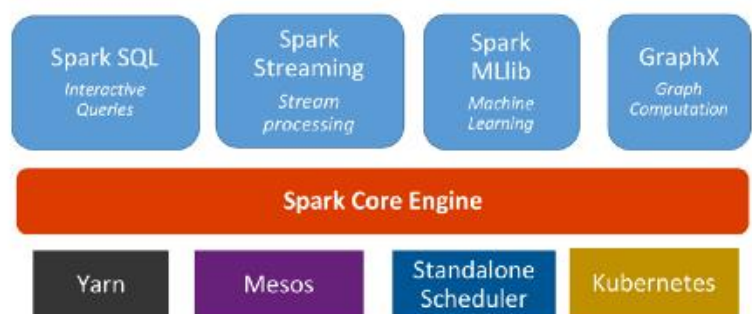 Spark SQL
Interactive
Queries
Spark
Streaming
Stream
processing
Spark
MLlib
Machine
Learning
GraphX
Graph
Computation
Spark Core Engine
Yarn
Mesos
Standalone
Scheduler
Kubernetes